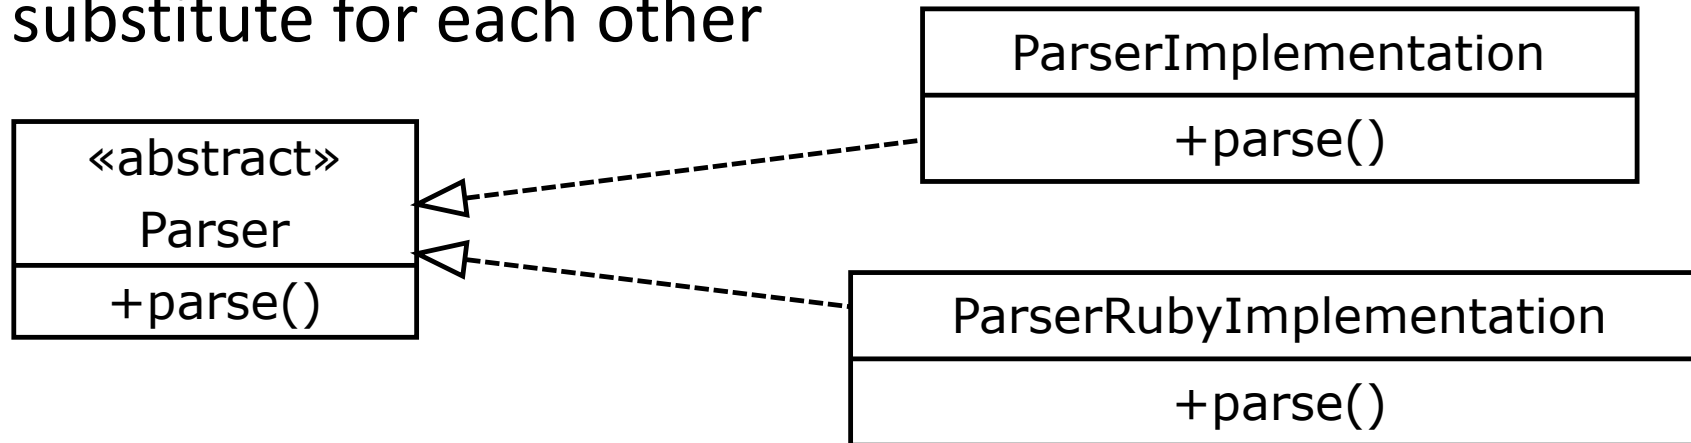 substitute for each other
ParserImplementation
+parse()
«abstract»
Parser
+parse()
ParserRubyImplementation
+parse()